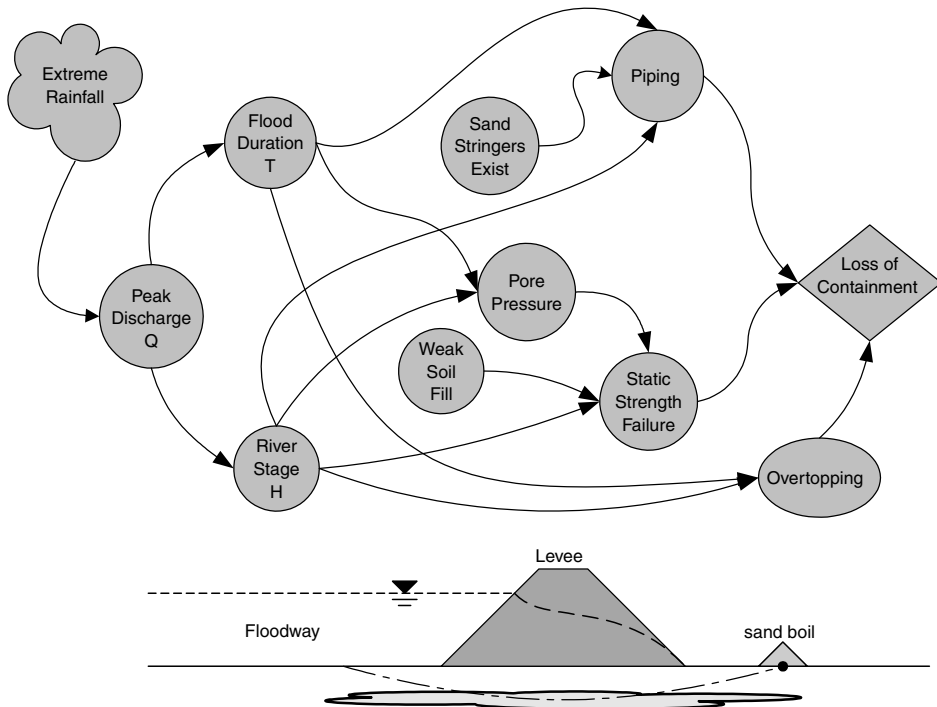 Extreme
Rainfall
Flood
Duration
T
Sand
Stringers
Exist
Piping
Peak
Discharge
Q
Pore
Pressure
Loss of
Containment
Weak
Soil
Fill
Static
Strength
Failure
River
Stage
H
Overtopping
Levee
Floodway
sand boil